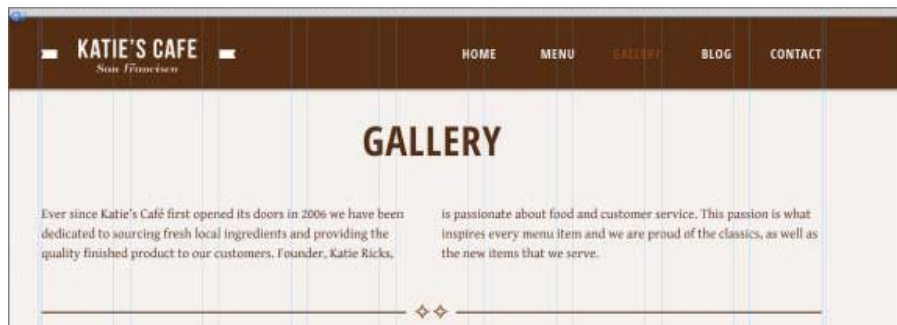 KATIE'S CAFE
San Francisco
HOME MENU GALLERY BLOG CONTACT
GALLERY
Ever since Katie's Café first opened its doors in 2006 we have been
dedicated to sourcing fresh local ingredients and providing the
quality finished product to our customers. Founder, Katie Ricks,
is passionate about food and customer service. This passion is what
inspires every menu item and we are proud of the classics, as well as
the new items that we serve.